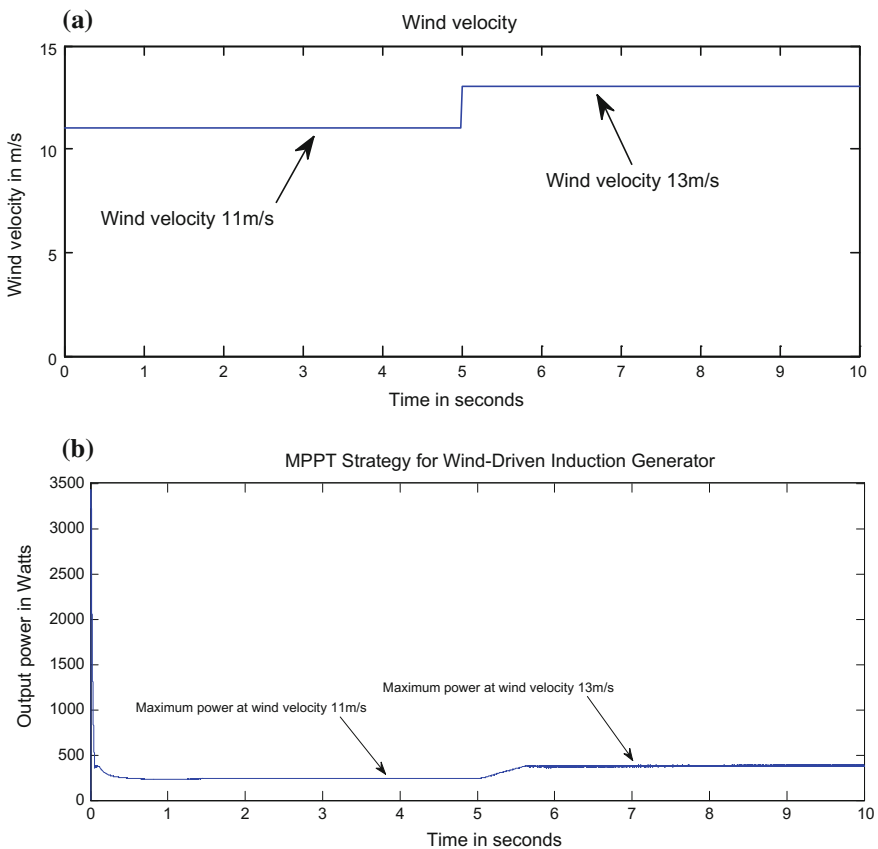 (a)
Wind velocity
15
10
5
0
Wind velocity in m/s
Wind velocity 11m/s
Wind velocity 13m/s
0 1 2 3 4 5 6 7 8 9 10
Time in seconds
(b)
MPPT Strategy for Wind-Driven Induction Generator
3500
3000
2500
2000
1500
1000
500
0
Output power in Watts
Maximum power at wind velocity 11m/s
Maximum power at wind velocity 13m/s
0 1 2 3 4 5 6 7 8 9 10
Time in seconds